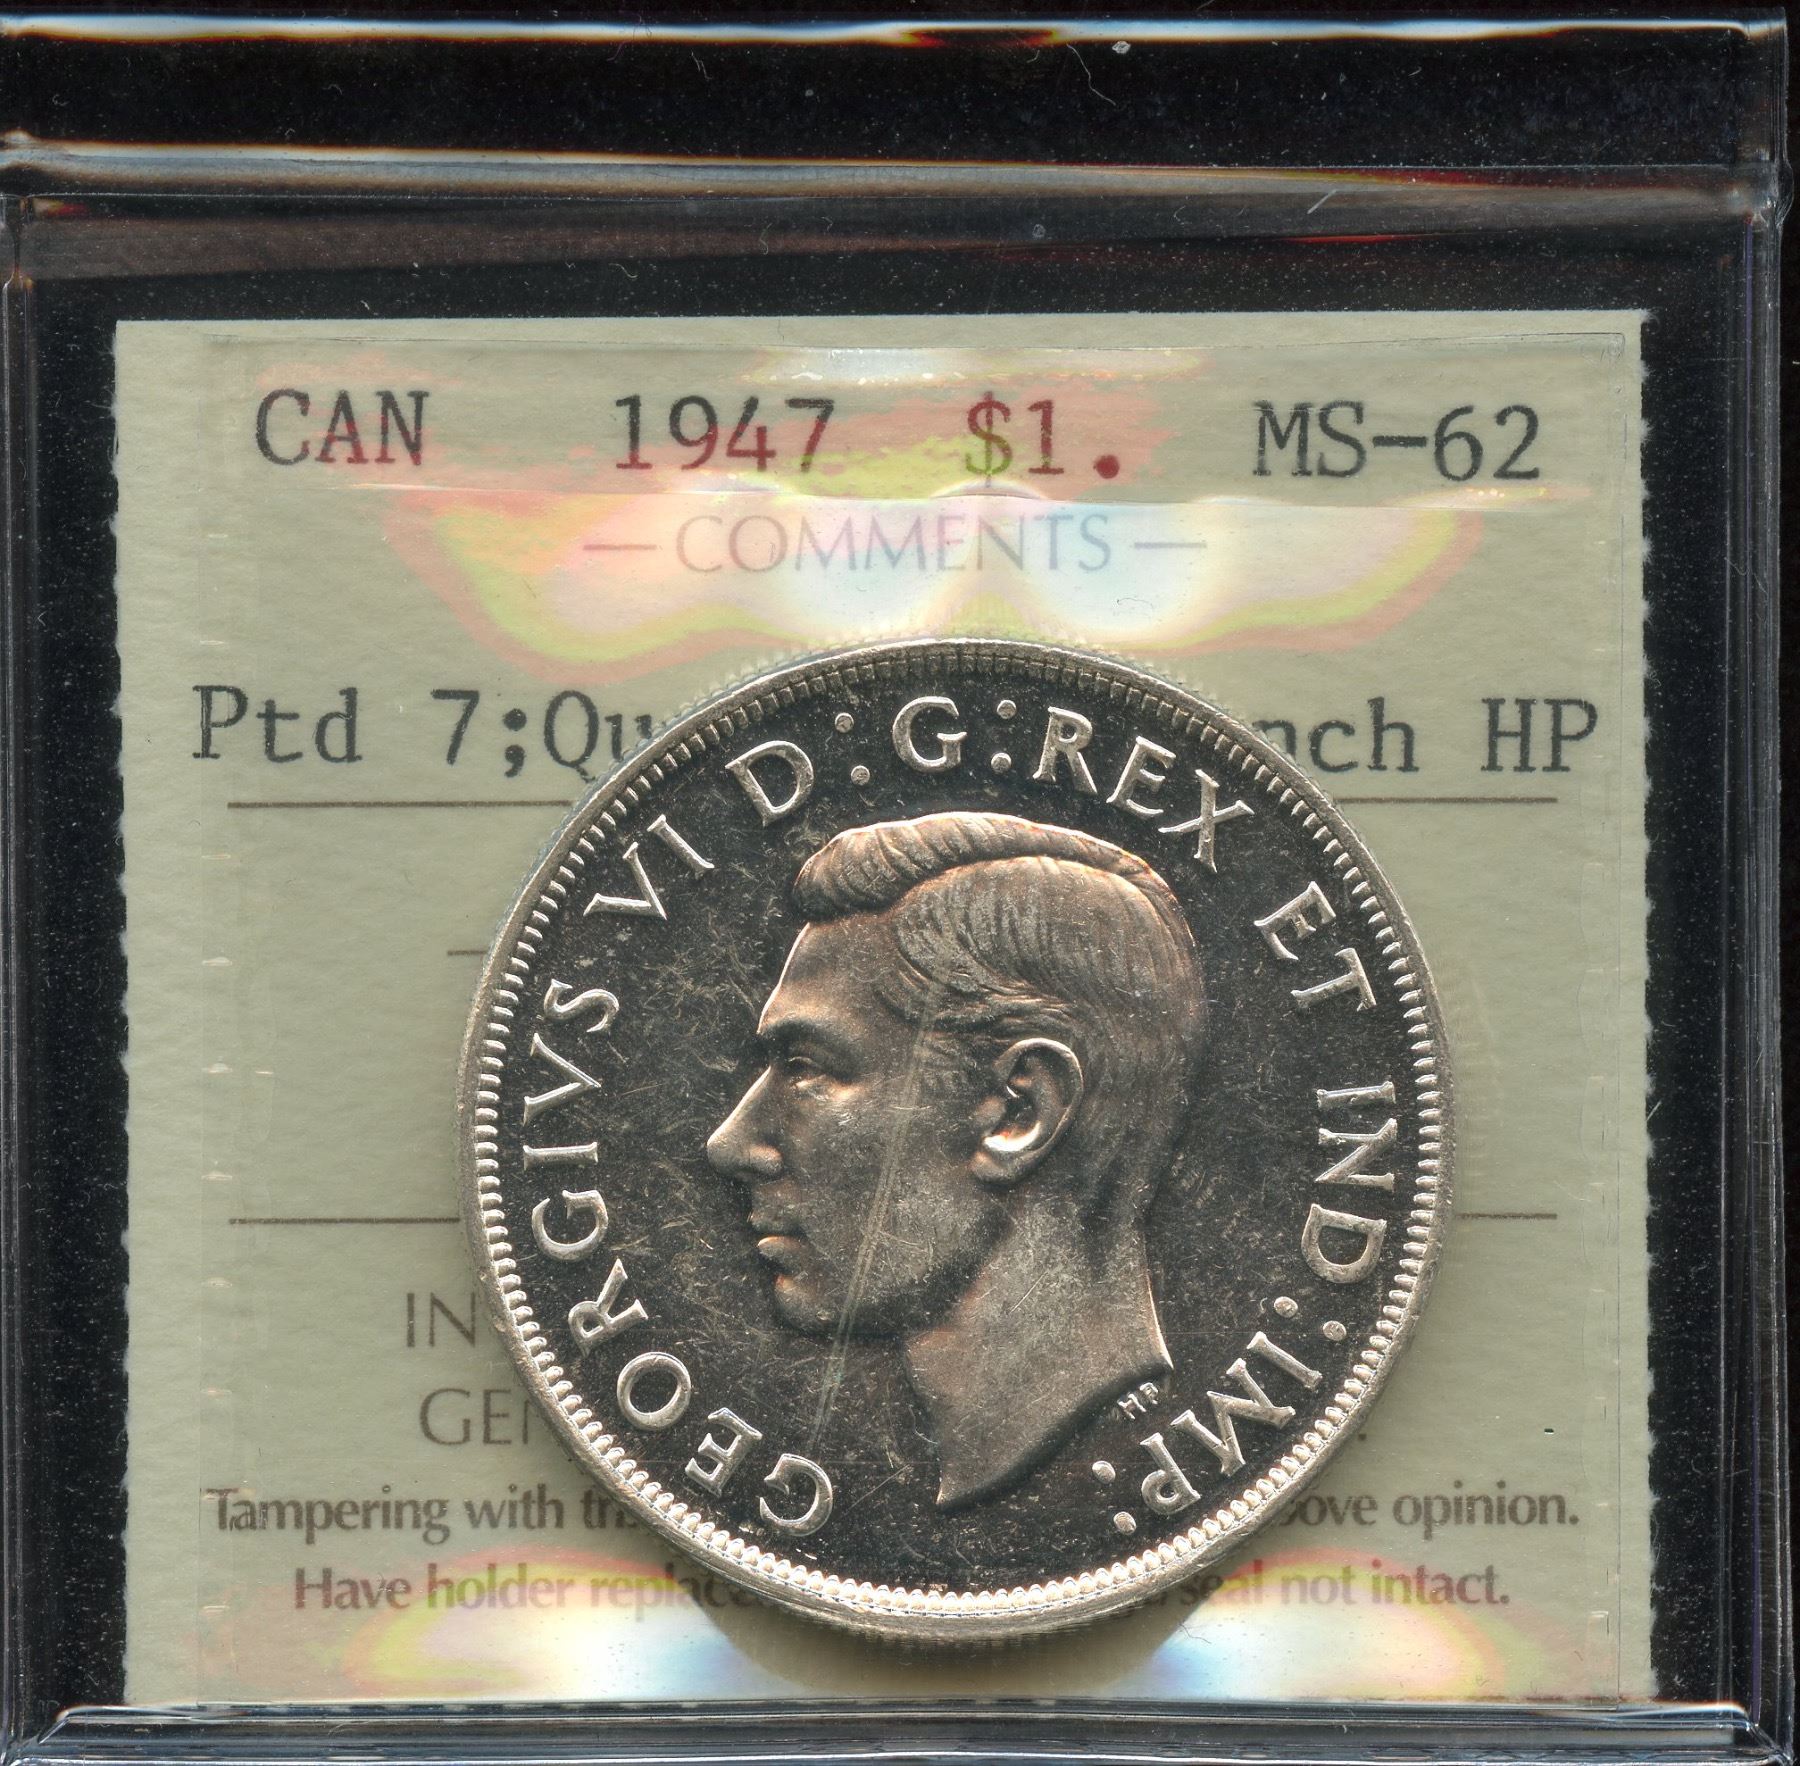 CAN 1947 $1. MS-62
— COMMENTS —
Ptd 7;Qu nch HP
GEORGIVS VI D:G:REX ET IND:IMP:
HP
IN
GEN
Tampering with th ove opinion.
Have holder replace seal not intact.